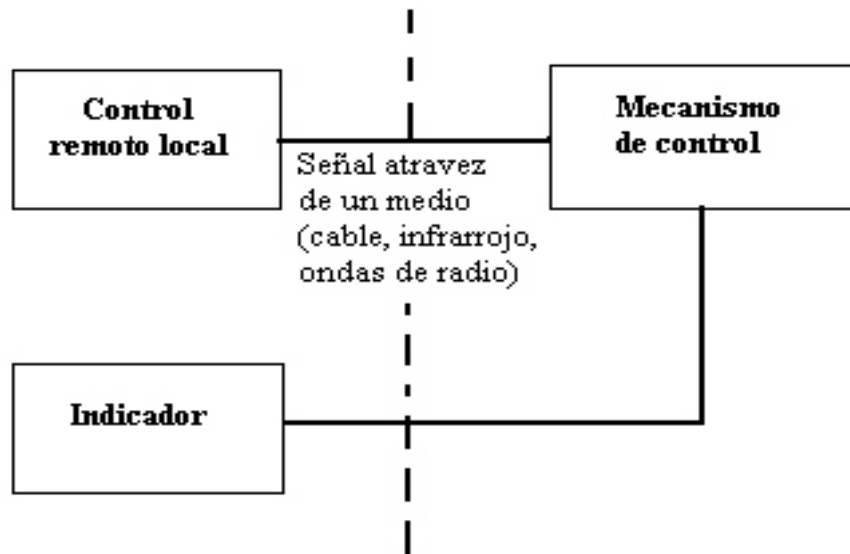 Control
remoto local
Mecanismo
de control
Señal atravez
de un medio
(cable, infrarrojo,
ondas de radio)
Indicador